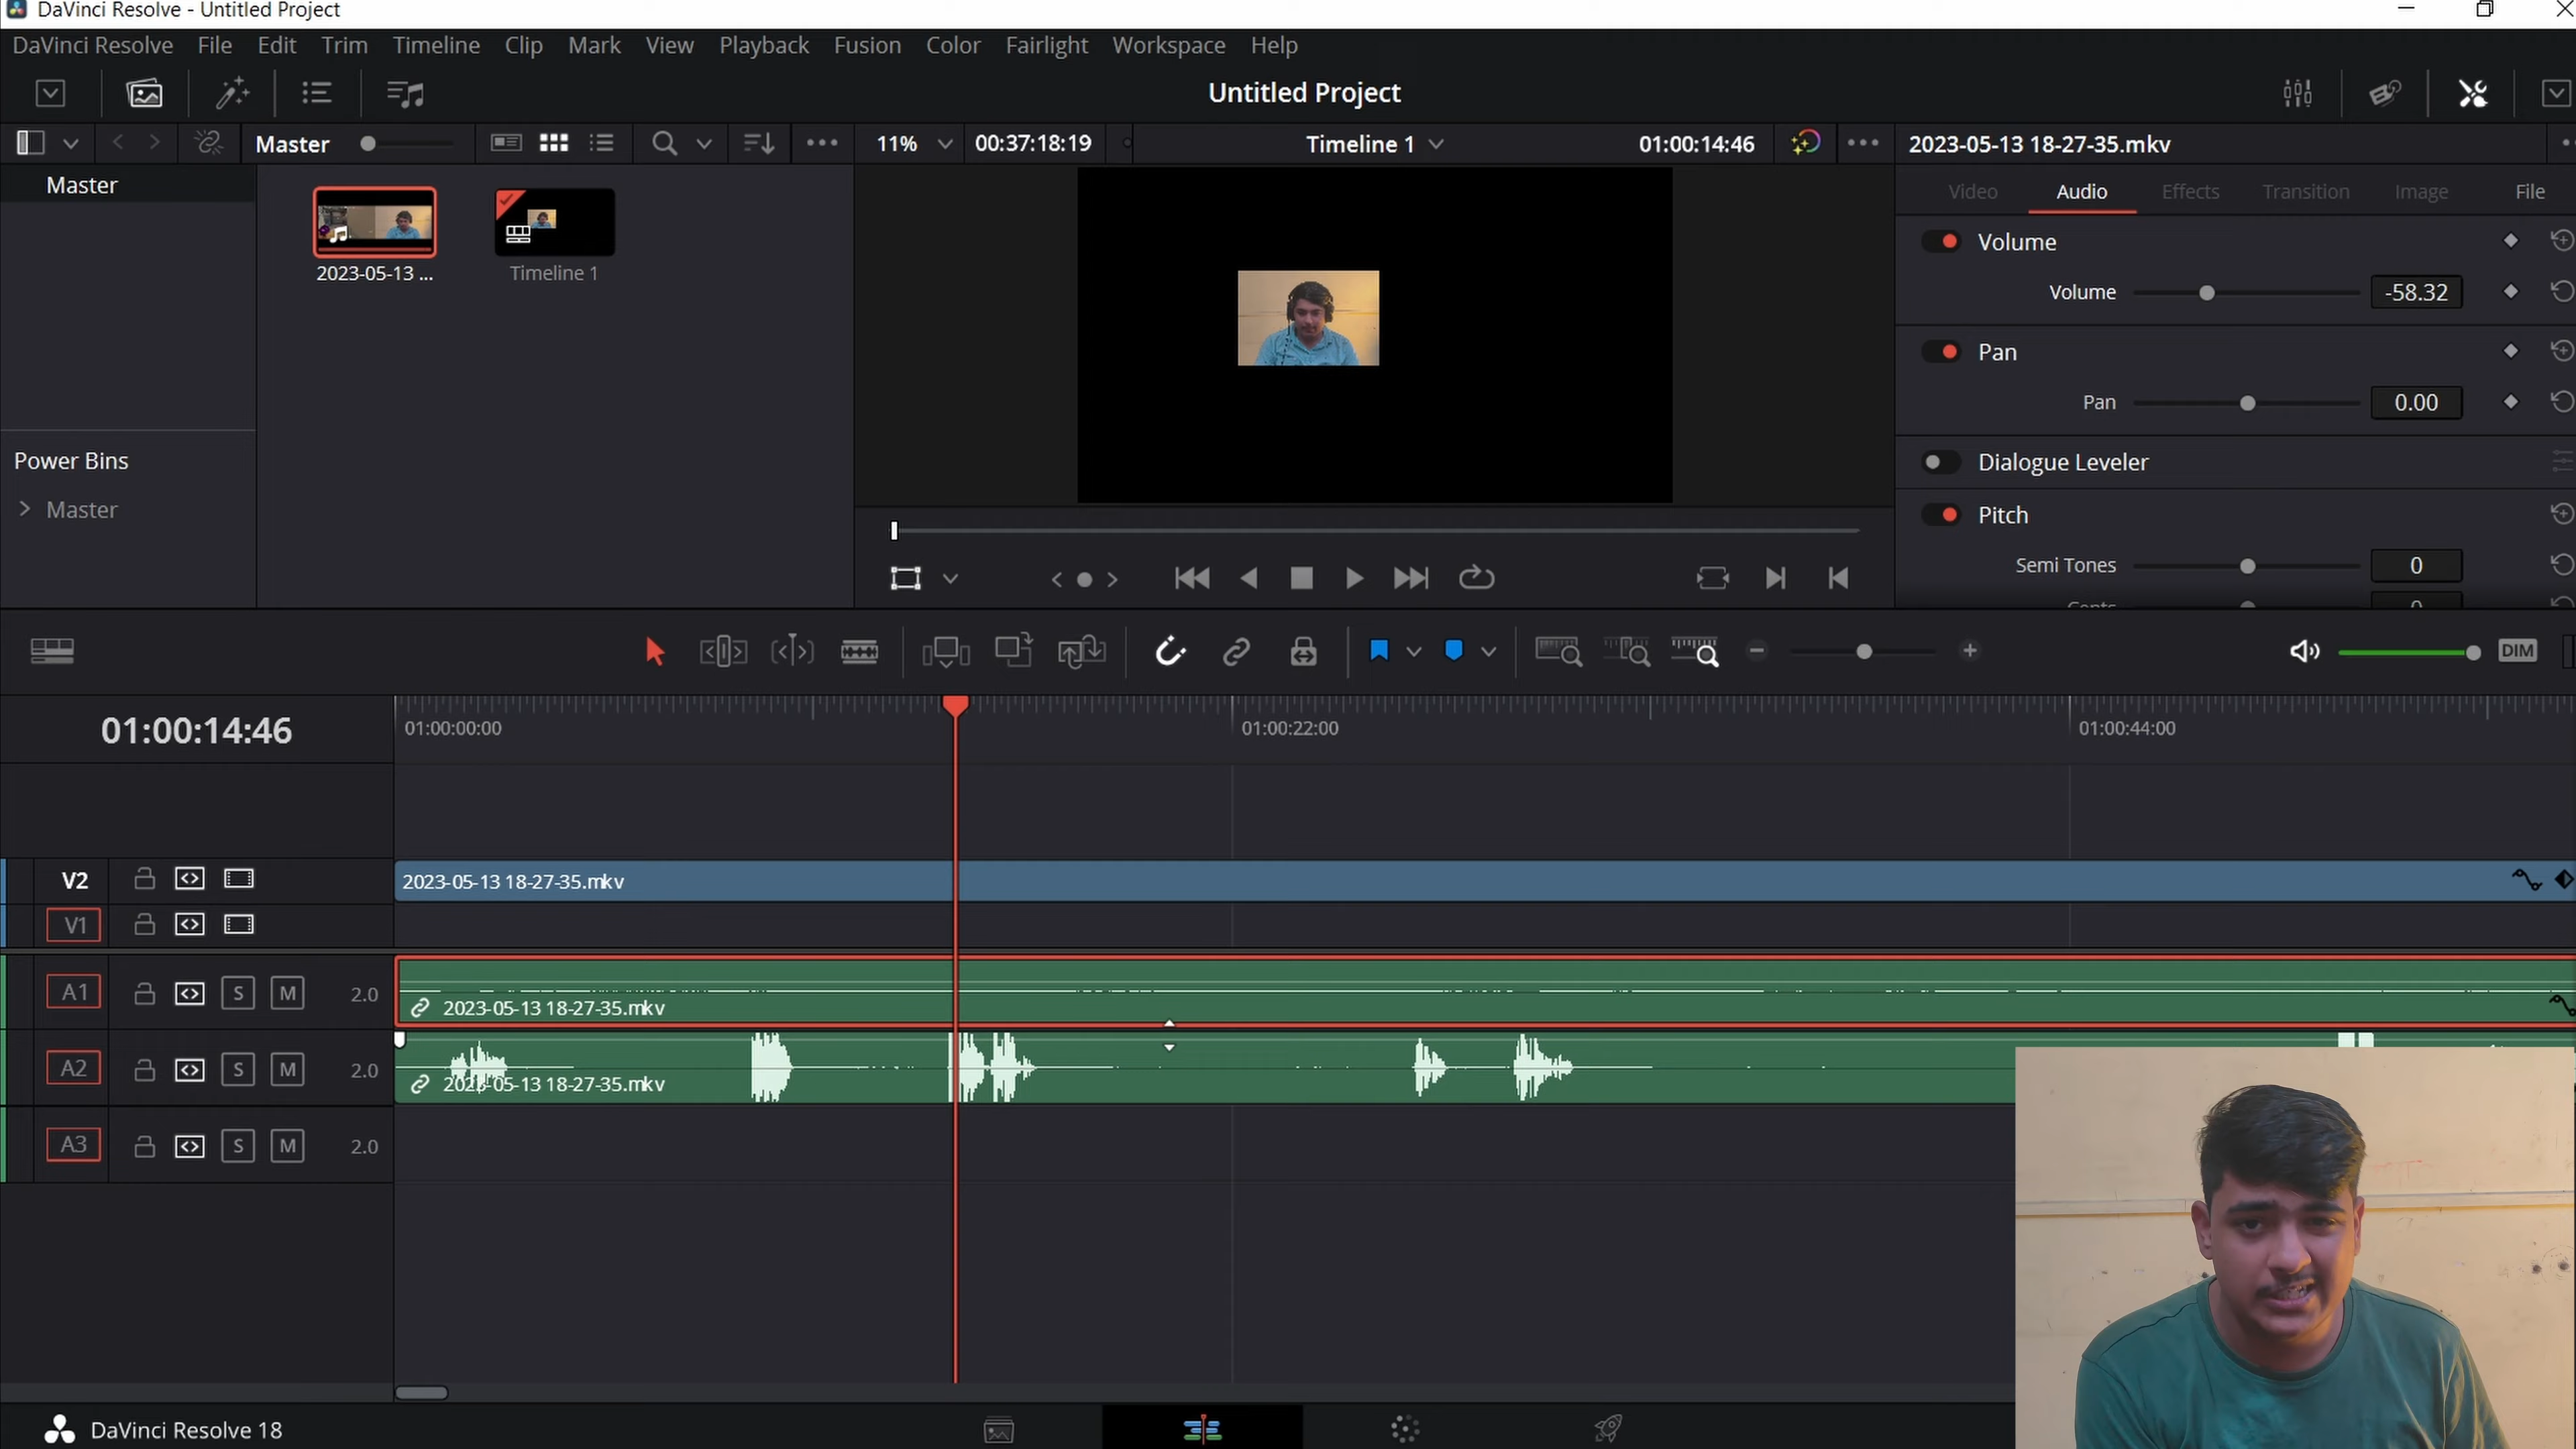 DaVinci Resolve - Untitled Project
DaVinci Resolve File Edit Trim Timeline Clip Mark View Playback Fusion Color Fairlight Workspace Help
Untitled Project
Master 11% 00:37:18:19 Timeline 1 01:00:14:46 2023-05-13 18-27-35.mkv
Master
Video Audio Effects Transition Image File
2023-05-13 ... Timeline 1
Volume
Volume -58.32
Pan
Pan 0.00
Power Bins
Dialogue Leveler
Master
Pitch
Semi Tones 0
DIM
01:00:14:46 01:00:00:00 01:00:22:00 01:00:44:00
V2 2023-05-13 18-27-35.mkv
V1
A1 S M 2.0 2023-05-13 18-27-35.mkv
A2 S M 2.0 2023-05-13 18-27-35.mkv
A3 S M 2.0
DaVinci Resolve 18